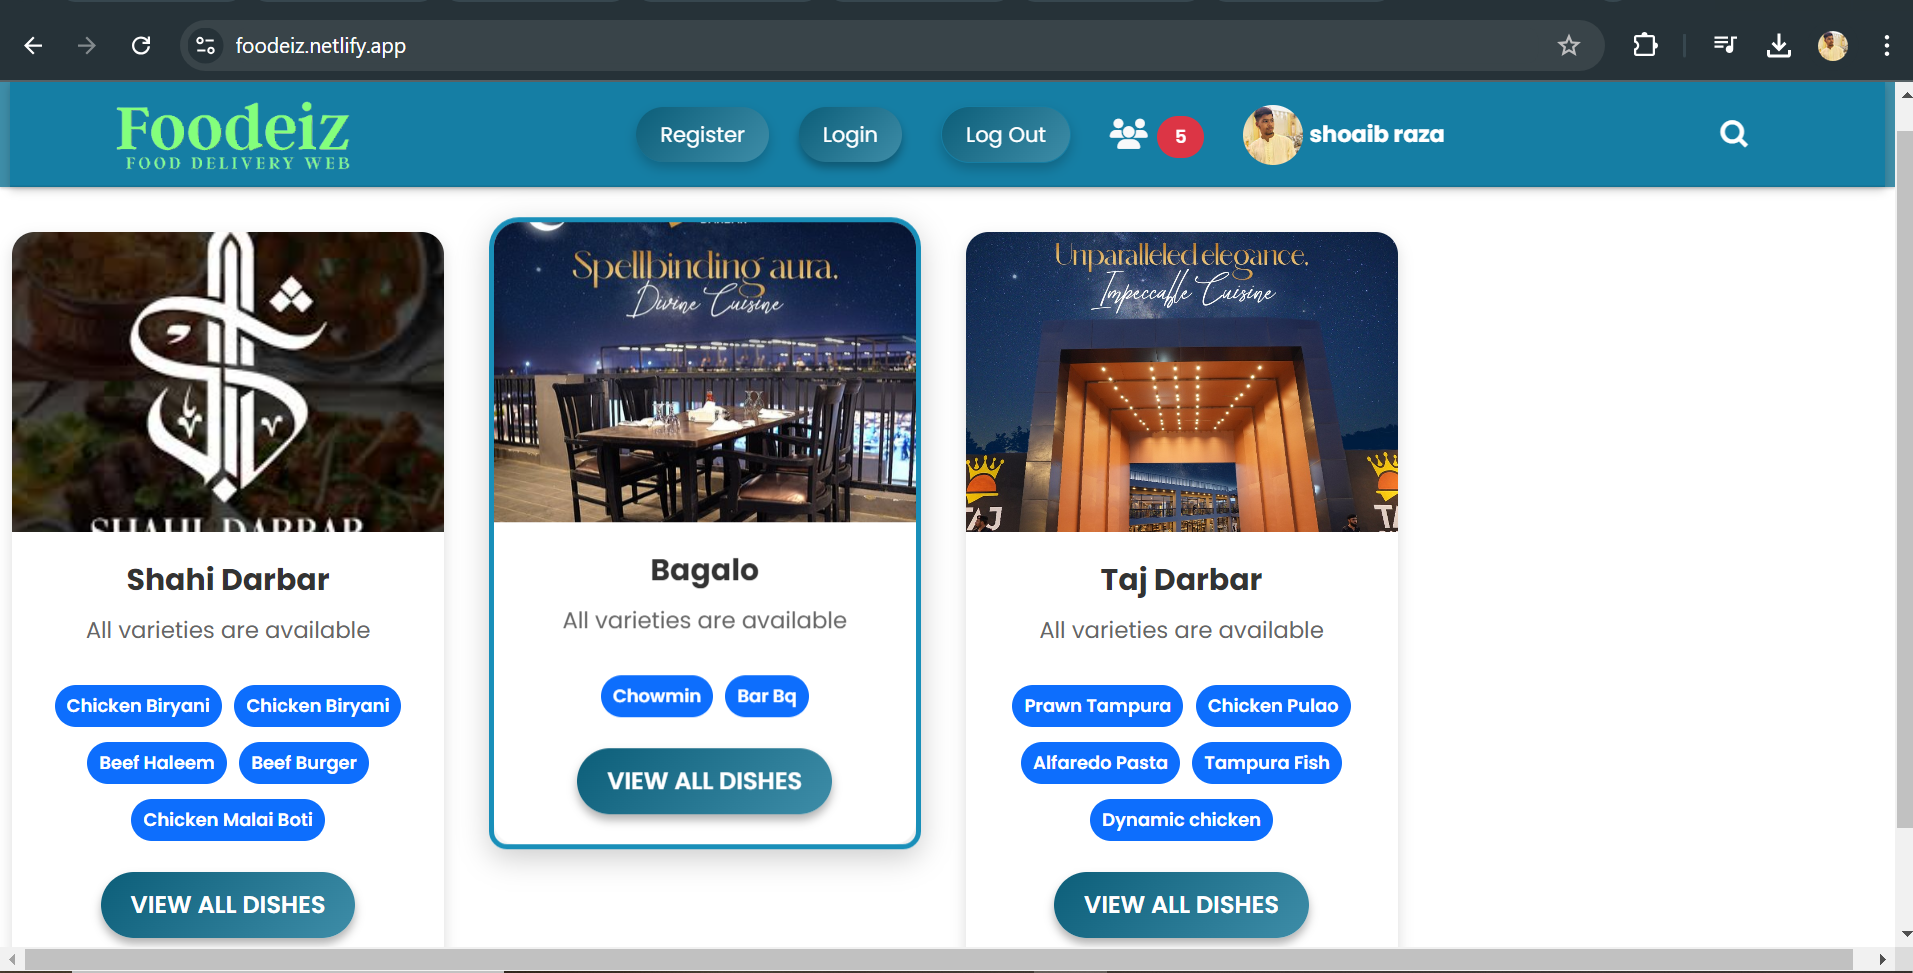 foodeiz.netlify.app
Foodeiz
FOOD DELIVERY WEB
Register
Login
Log Out
5
shoaib raza
SHAHI DARBAR
Shahi Darbar
All varieties are available
Chicken Biryani
Chicken Biryani
Beef Haleem
Beef Burger
Chicken Malai Boti
VIEW ALL DISHES
Spellbinding aura.
Divine Cuisine
Bagalo
All varieties are available
Chowmin
Bar Bq
VIEW ALL DISHES
Unparalleled elegance,
Impeccable Cuisine
TAJ
Taj Darbar
All varieties are available
Prawn Tampura
Chicken Pulao
Alfaredo Pasta
Tampura Fish
Dynamic chicken
VIEW ALL DISHES